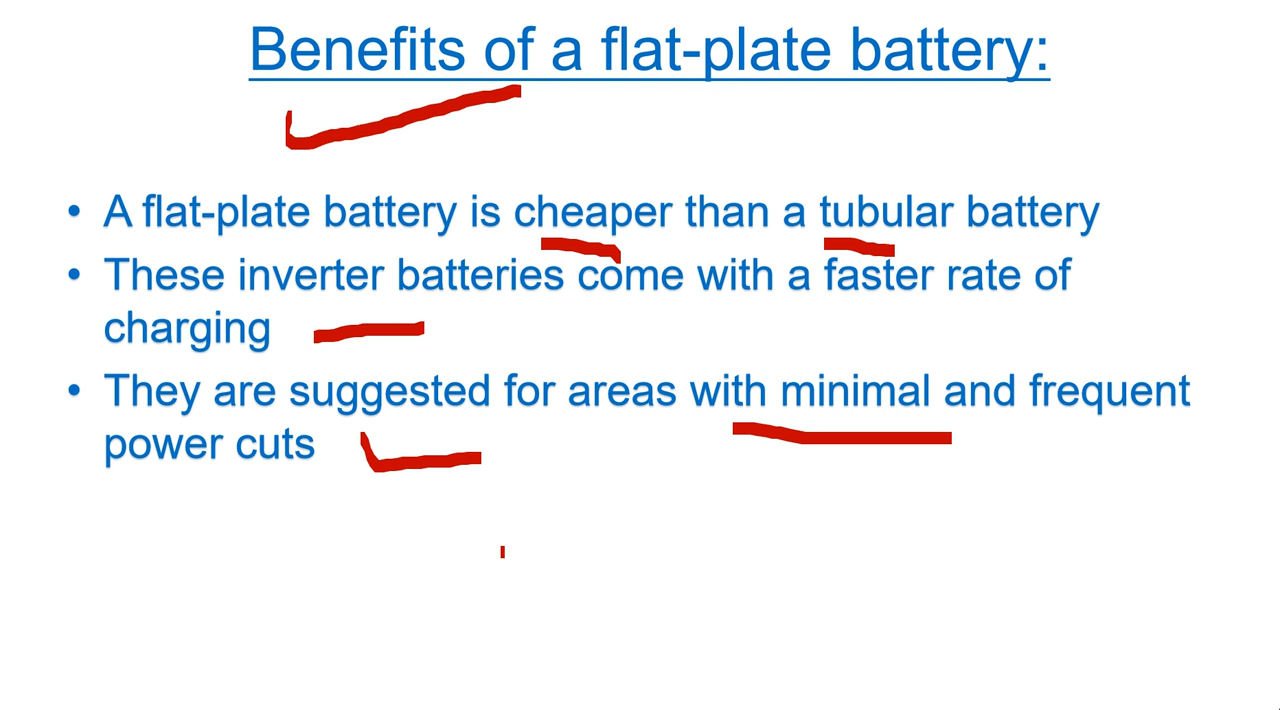 Benefits of a flat-plate battery:
• A flat-plate battery is cheaper than a tubular battery
• These inverter batteries come with a faster rate of
charging
• They are suggested for areas with minimal and frequent
power cuts